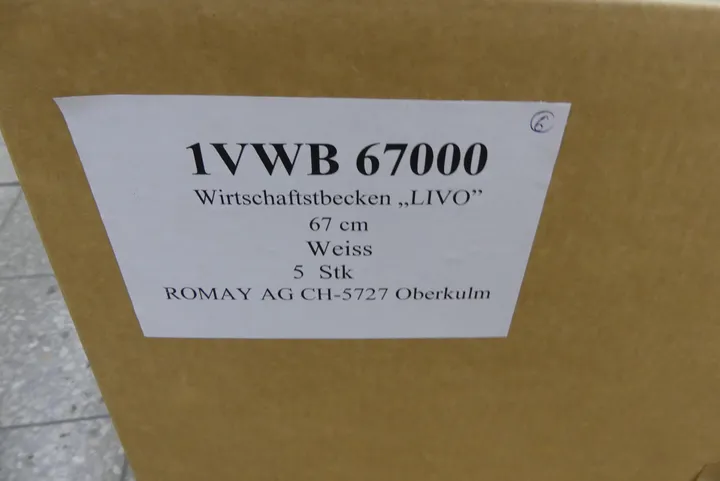 1VWB 67000
Wirtschaftstbecken „LIVO”
67 cm
Weiss
5 Stk
ROMAY AG CH-5727 Oberkulm